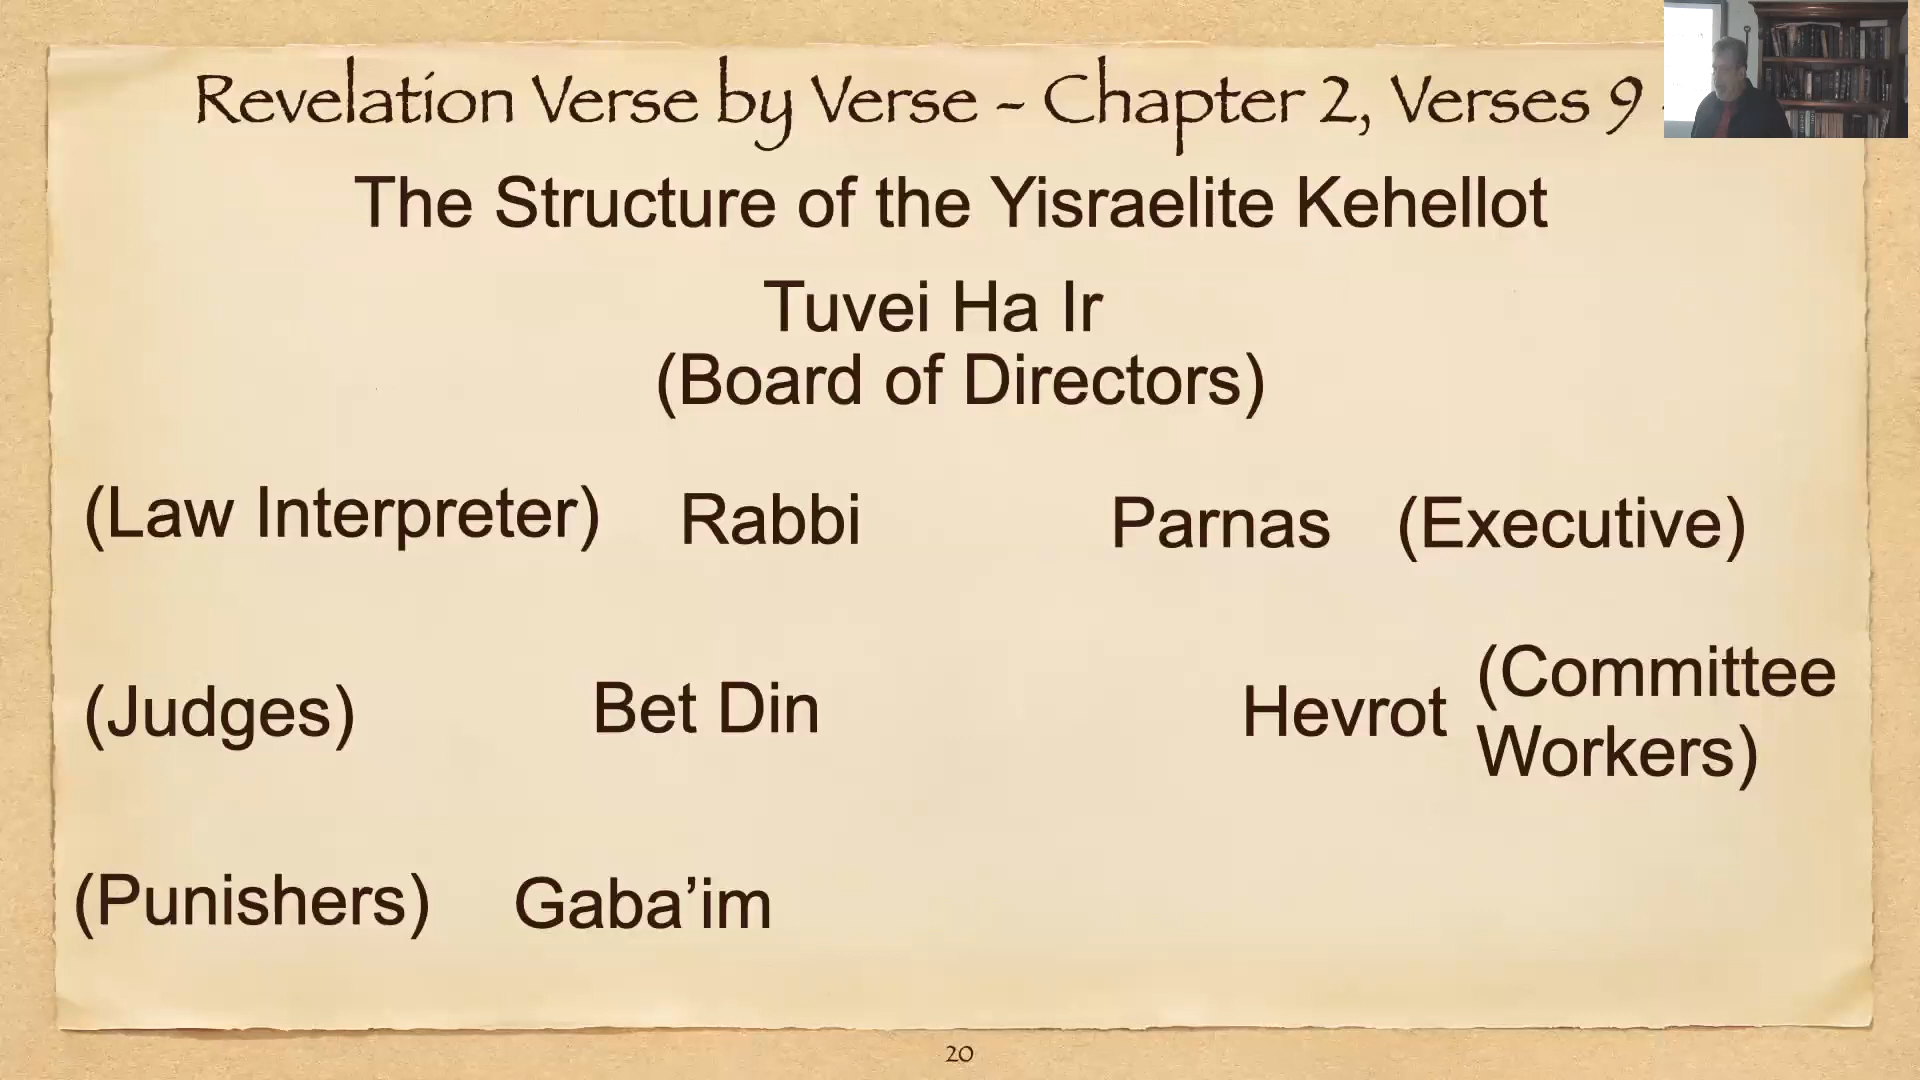 Revelation Verse by Verse - Chapter 2, Verses 9
The Structure of the Yisraelite Kehellot
Tuvei Ha Ir
(Board of Directors)
(Law Interpreter) Rabbi Parnas (Executive)
(Judges) Bet Din Hevrot (Committee
Workers)
(Punishers) Gaba’im
20